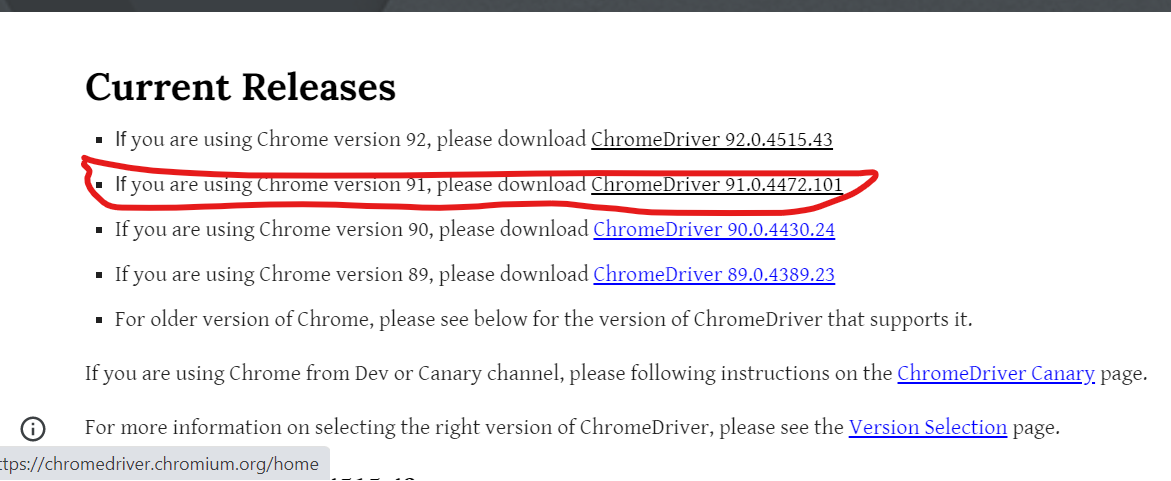 Current Releases
If you are using Chrome version 92, please download ChromeDriver 92.0.4515.43
If you are using Chrome version 91, please download ChromeDriver 91.0.4472.101
If you are using Chrome version 90, please download ChromeDriver 90.0.4430.24
If you are using Chrome version 89, please download ChromeDriver 89.0.4389.23
For older version of Chrome, please see below for the version of ChromeDriver that supports it.
If you are using Chrome from Dev or Canary channel, please following instructions on the ChromeDriver Canary page.
For more information on selecting the right version of ChromeDriver, please see the Version Selection page.
ttps://chromedriver.chromium.org/home